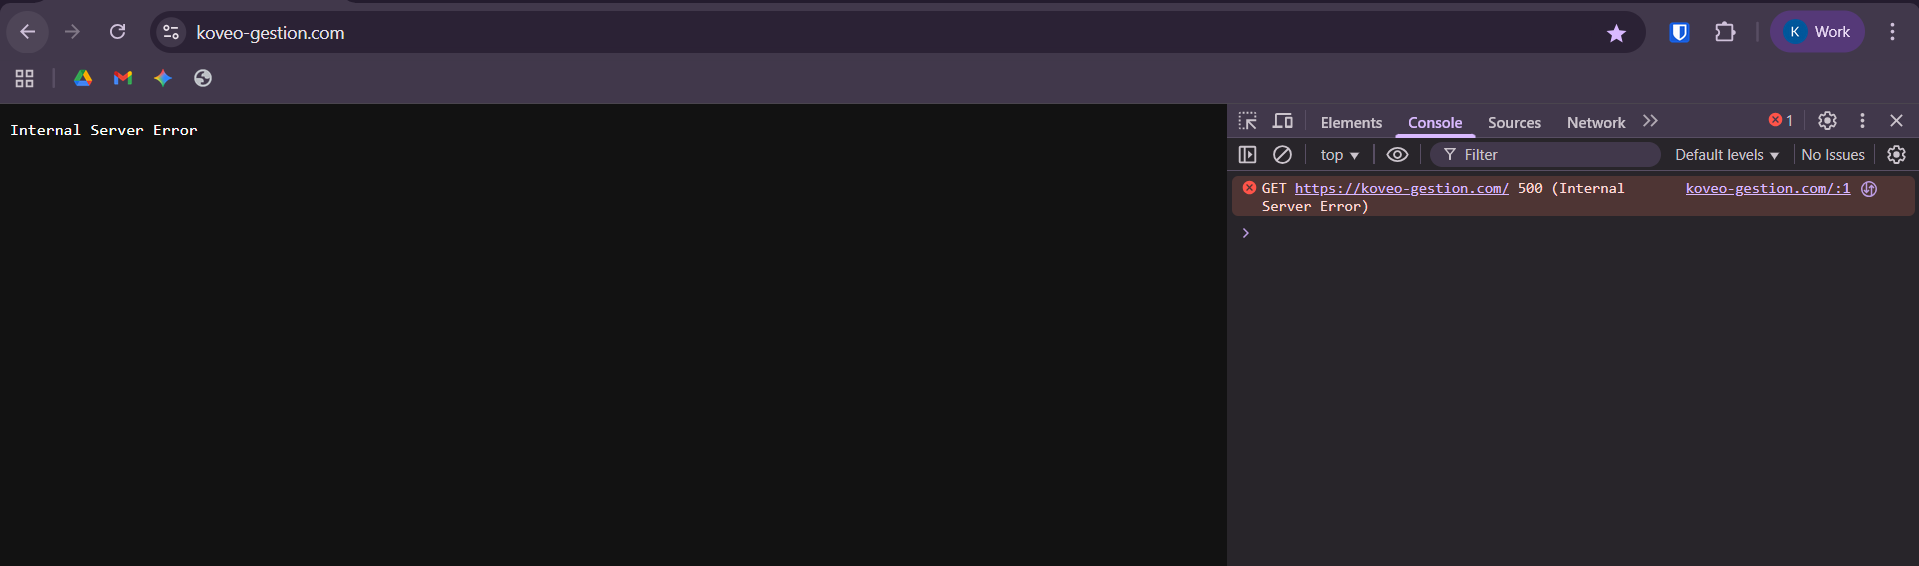 koveo-gestion.com
K Work
Internal Server Error
Elements Console Sources Network 1
top Filter Default levels No Issues
GET https://koveo-gestion.com/ 500 (Internal koveo-gestion.com/:1
Server Error)